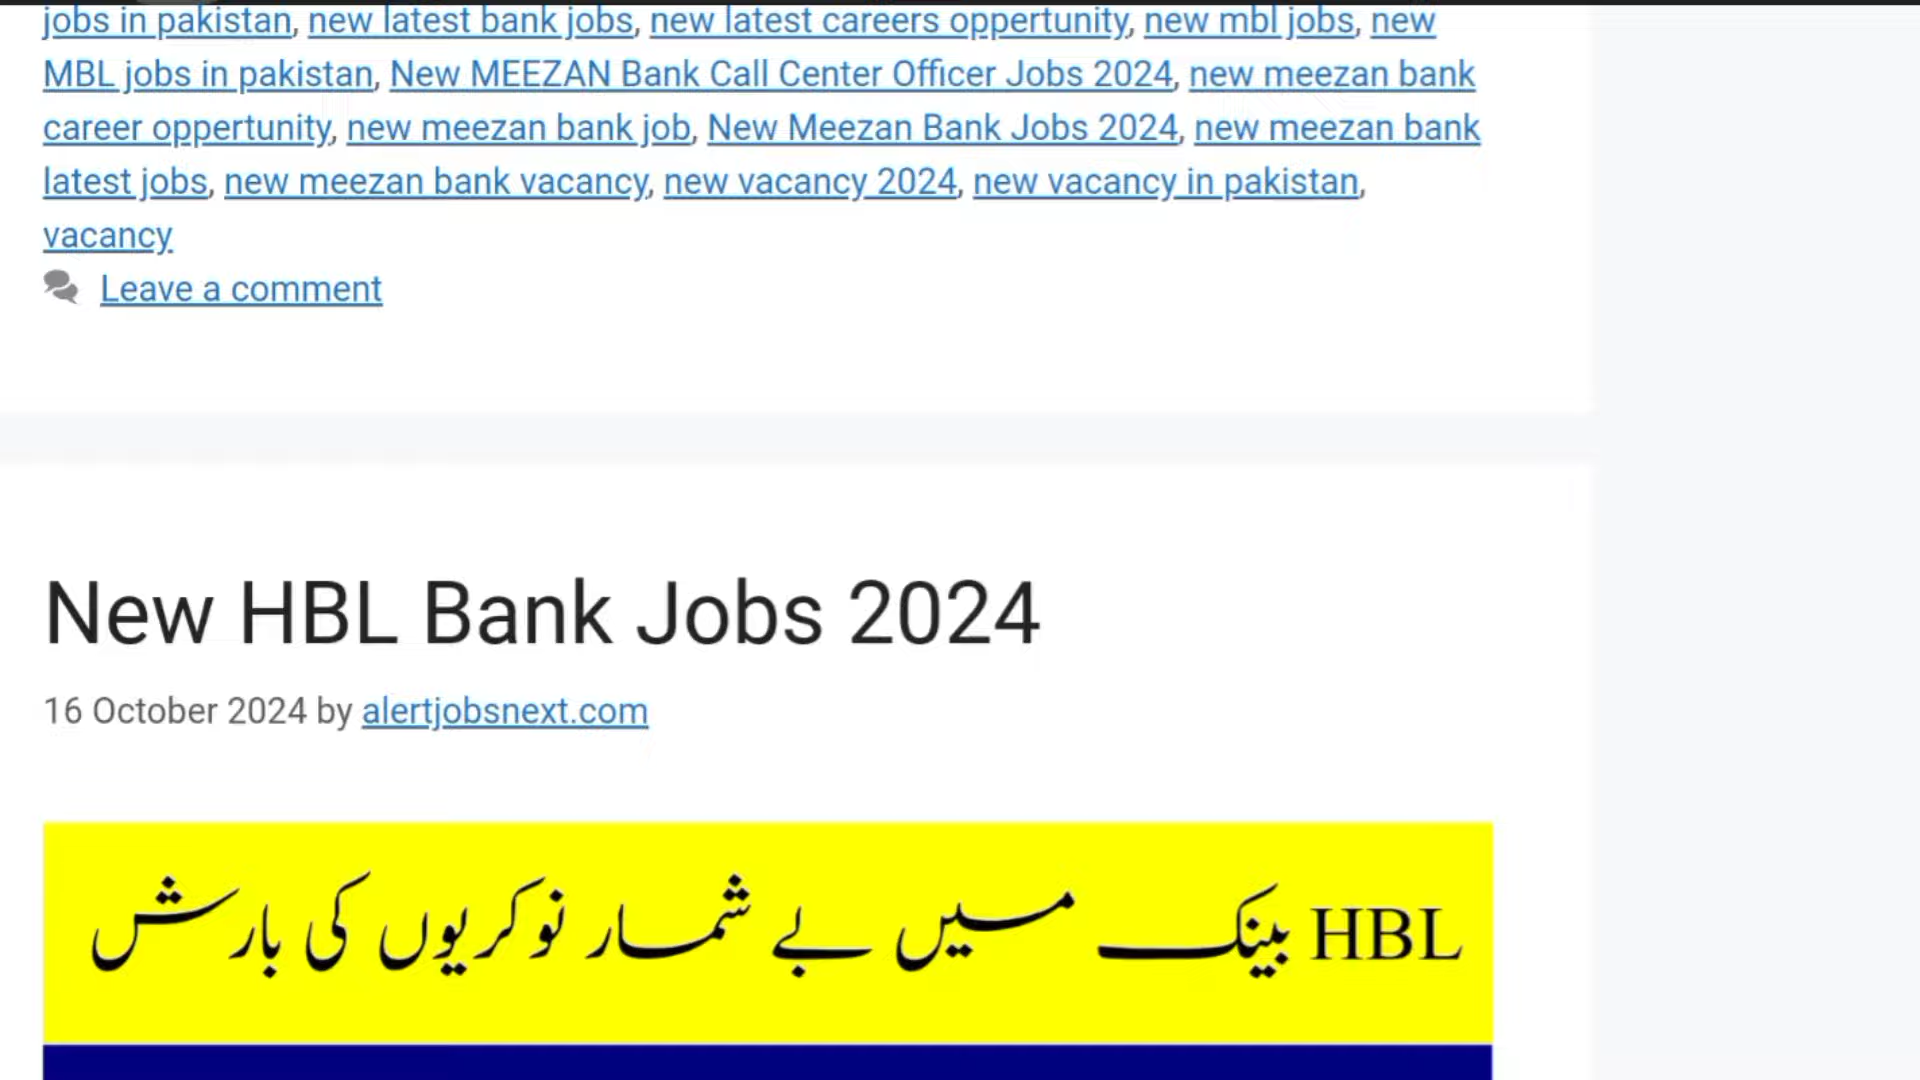 jobs in pakistan, new latest bank jobs, new latest careers oppertunity, new mbl jobs, new
MBL jobs in pakistan, New MEEZAN Bank Call Center Officer Jobs 2024, new meezan bank
career oppertunity, new meezan bank job, New Meezan Bank Jobs 2024, new meezan bank
latest jobs, new meezan bank vacancy, new vacancy 2024, new vacancy in pakistan,
vacancy
Leave a comment
New HBL Bank Jobs 2024
16 October 2024 by alertjobsnext.com
HBL بینک میں بے شمار نوکریوں کی بارش